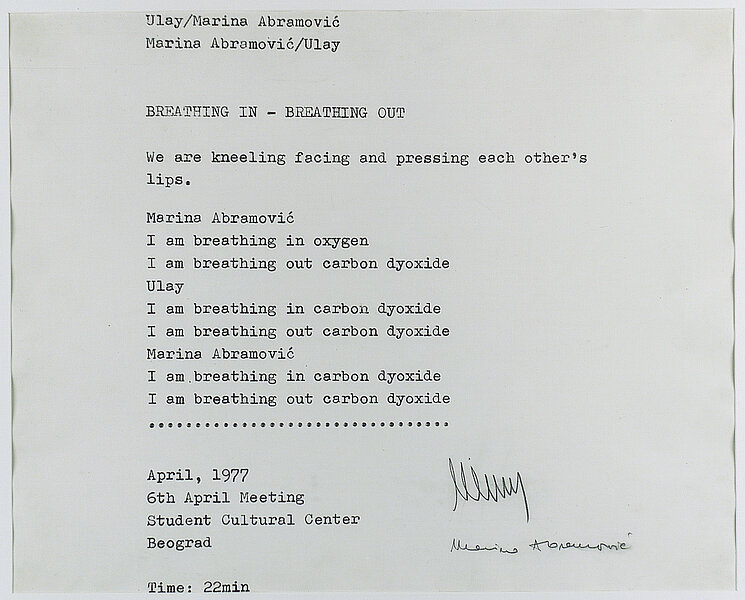 Ulay/Marina Abramović
Marina Abramović/Ulay
BREATHING IN - BREATHING OUT
We are kneeling facing and pressing each other's
lips.
Marina Abramović
I am breathing in oxygen
I am breathing out carbon dyoxide
Ulay
I am breathing in carbon dyoxide
I am breathing out carbon dyoxide
Marina Abramović
I am breathing in carbon dyoxide
I am breathing out carbon dyoxide
.................................
April, 1977
6th April Meeting
Student Cultural Center
Beograd
Marina Abramović
Time: 22min